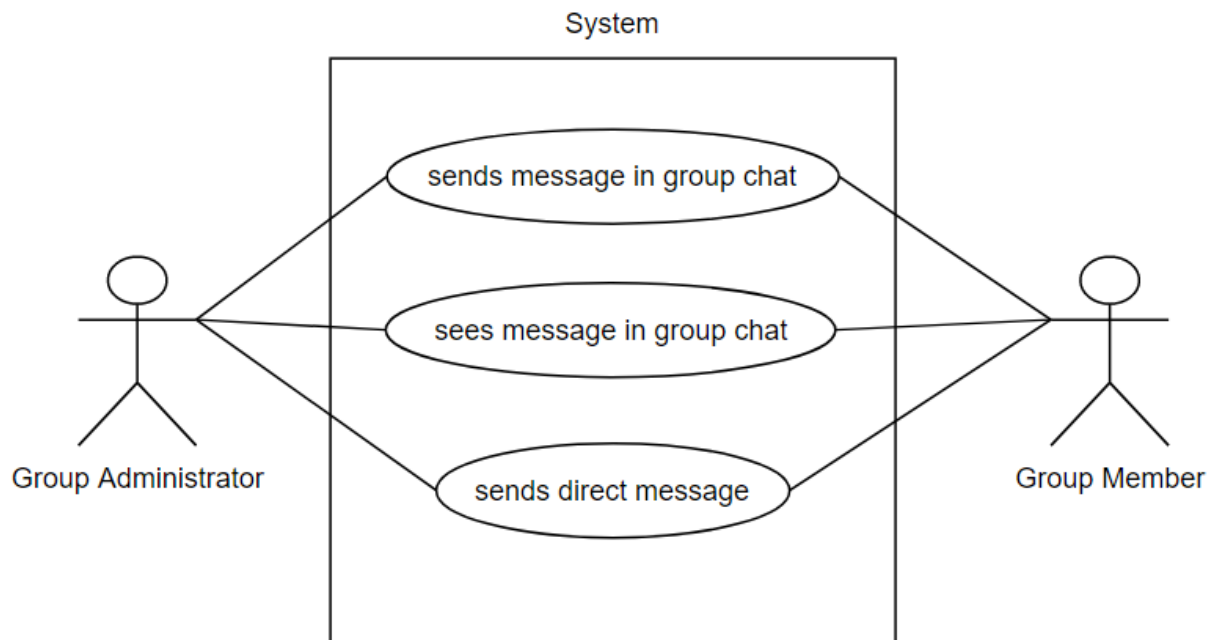 System
sends message in group chat
sees message in group chat
sends direct message
Group Administrator
Group Member